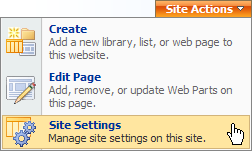 Site Actions
Create
Add a new library, list, or web page to
this website.
Edit Page
Add, remove, or update Web Parts on
this page.
Site Settings
Manage site settings on this site.